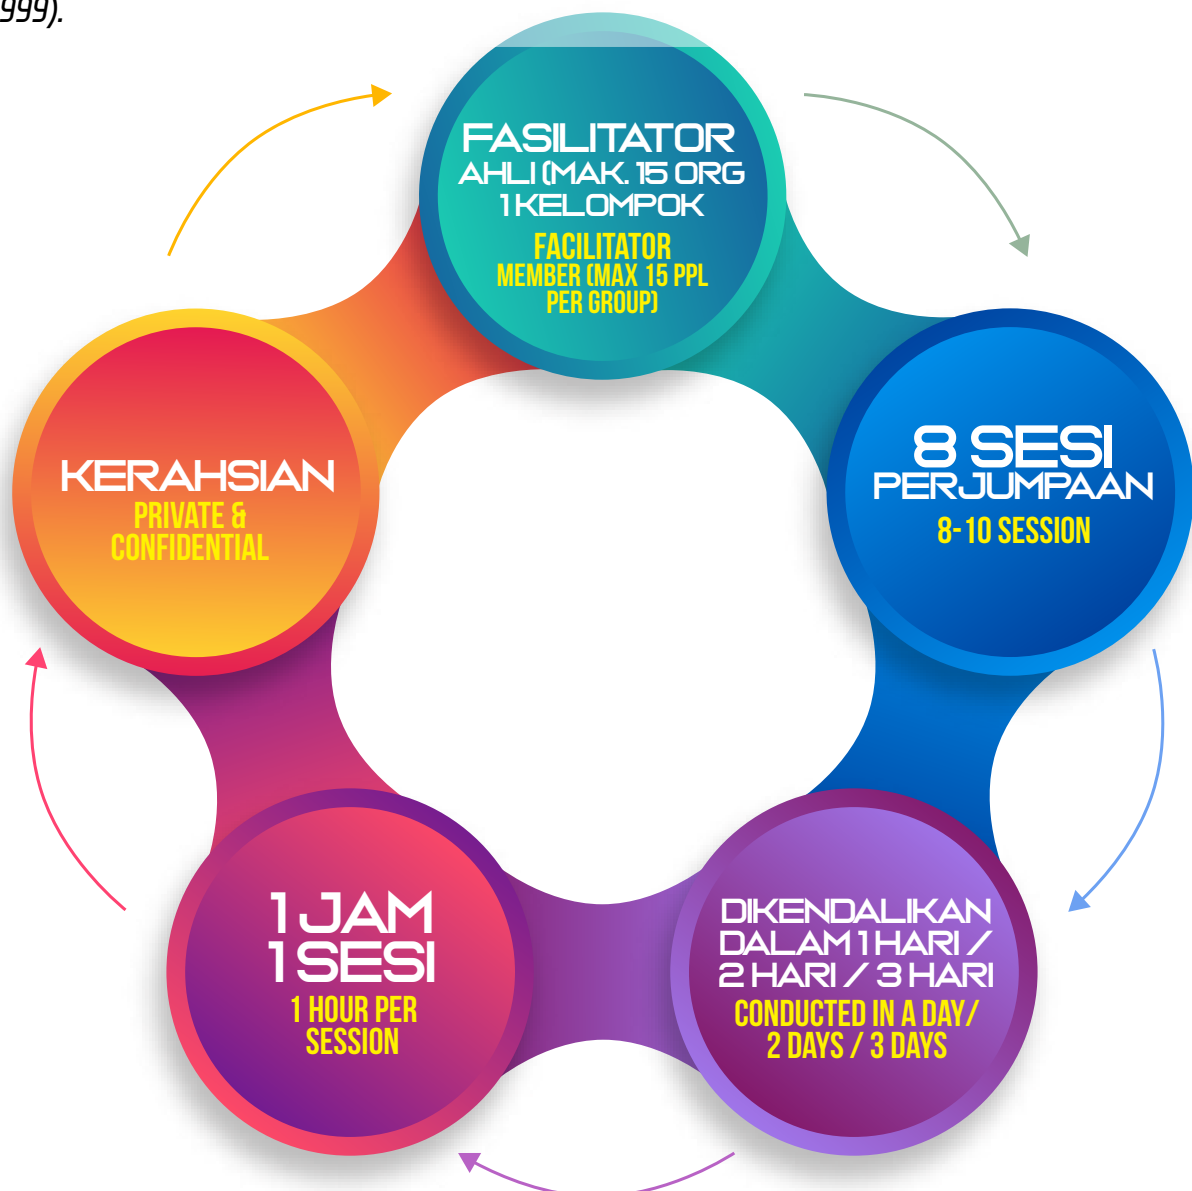 999).
FASILITATOR
AHLI (MAK. 15 ORG
1 KELOMPOK
FACILITATOR
MEMBER (MAX 15 PPL
PER GROUP)
8 SESI
PERJUMPAAN
8-10 SESSION
DIKENDALIKAN
DALAM 1 HARI /
2 HARI / 3 HARI
CONDUCTED IN A DAY/
2 DAYS / 3 DAYS
1 JAM
1 SESI
1 HOUR PER
SESSION
KERAHSIAN
PRIVATE &
CONFIDENTIAL